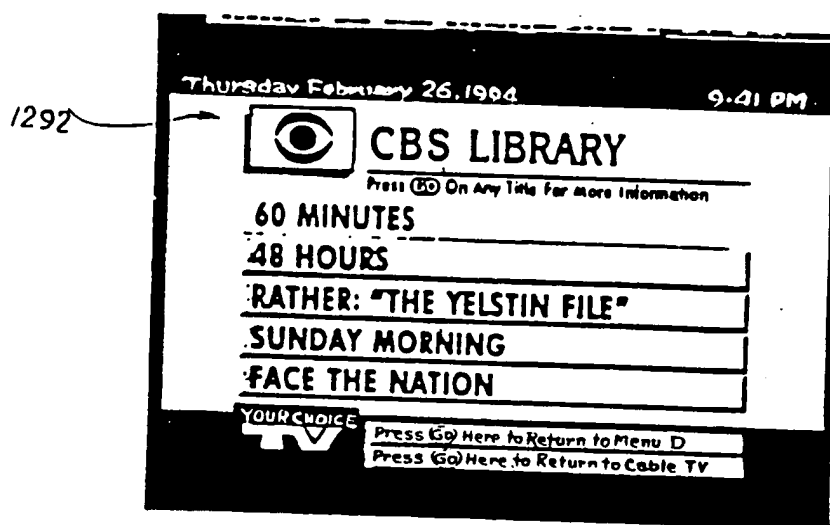 Thursday February 26, 1994 9:41 PM
1292
CBS LIBRARY
Press (GO) On Any Title For More Information
60 MINUTES
48 HOURS
RATHER: "THE YELSTIN FILE"
SUNDAY MORNING
FACE THE NATION
YOUR CHOICE
TV
Press (Go) Here to Return to Menu D
Press (Go) Here to Return to Cable TV